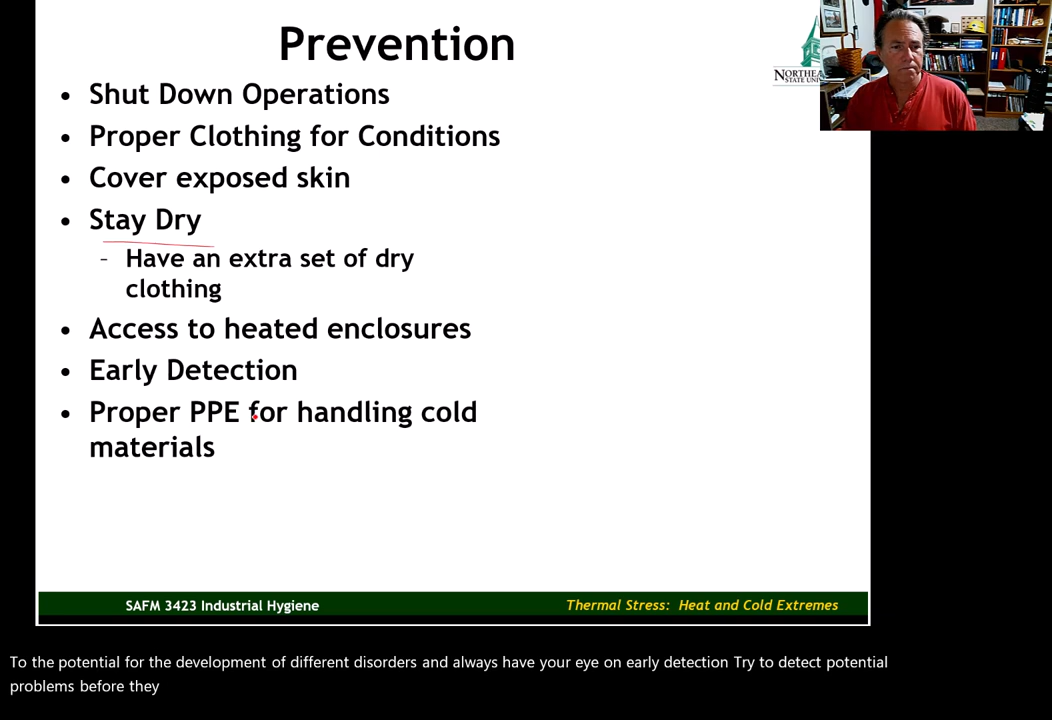 Prevention
• Shut Down Operations
• Proper Clothing for Conditions
• Cover exposed skin
• Stay Dry
– Have an extra set of dry
clothing
• Access to heated enclosures
• Early Detection
• Proper PPE for handling cold
materials
SAFM 3423 Industrial Hygiene
Thermal Stress: Heat and Cold Extremes
To the potential for the development of different disorders and always have your eye on early detection Try to detect potential
problems before they